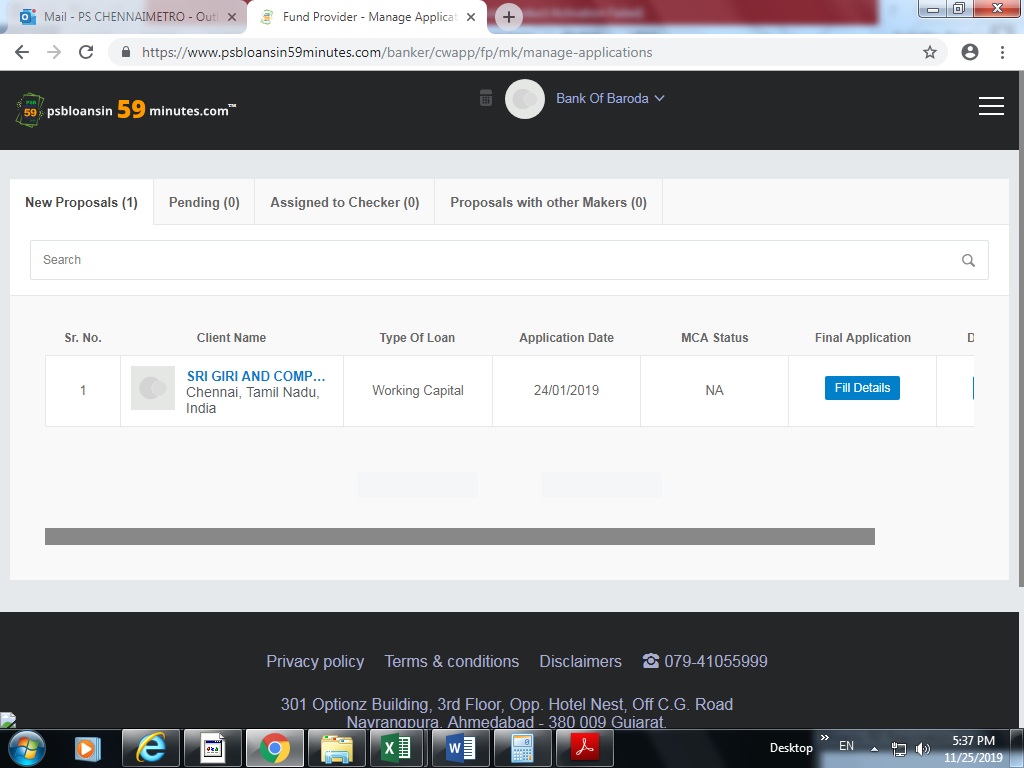 Mail - PS CHENNAIMETRO - Outl
Fund Provider - Manage Applicat
https://www.psbloansin59minutes.com/banker/cwapp/fp/mk/manage-applications
PSB
59
psbloansin 59 minutes.com™
Bank Of Baroda
New Proposals (1)
Pending (0)
Assigned to Checker (0)
Proposals with other Makers (0)
Search
Sr. No.
Client Name
Type Of Loan
Application Date
MCA Status
Final Application
D
1
SRI GIRI AND COMP...
Chennai, Tamil Nadu,
India
Working Capital
24/01/2019
NA
Fill Details
Privacy policy
Terms & conditions
Disclaimers
079-41055999
301 Optionz Building, 3rd Floor, Opp. Hotel Nest, Off C.G. Road
Navrangpura, Ahmedabad - 380 009 Gujarat.
Desktop
EN
5:37 PM
11/25/2019